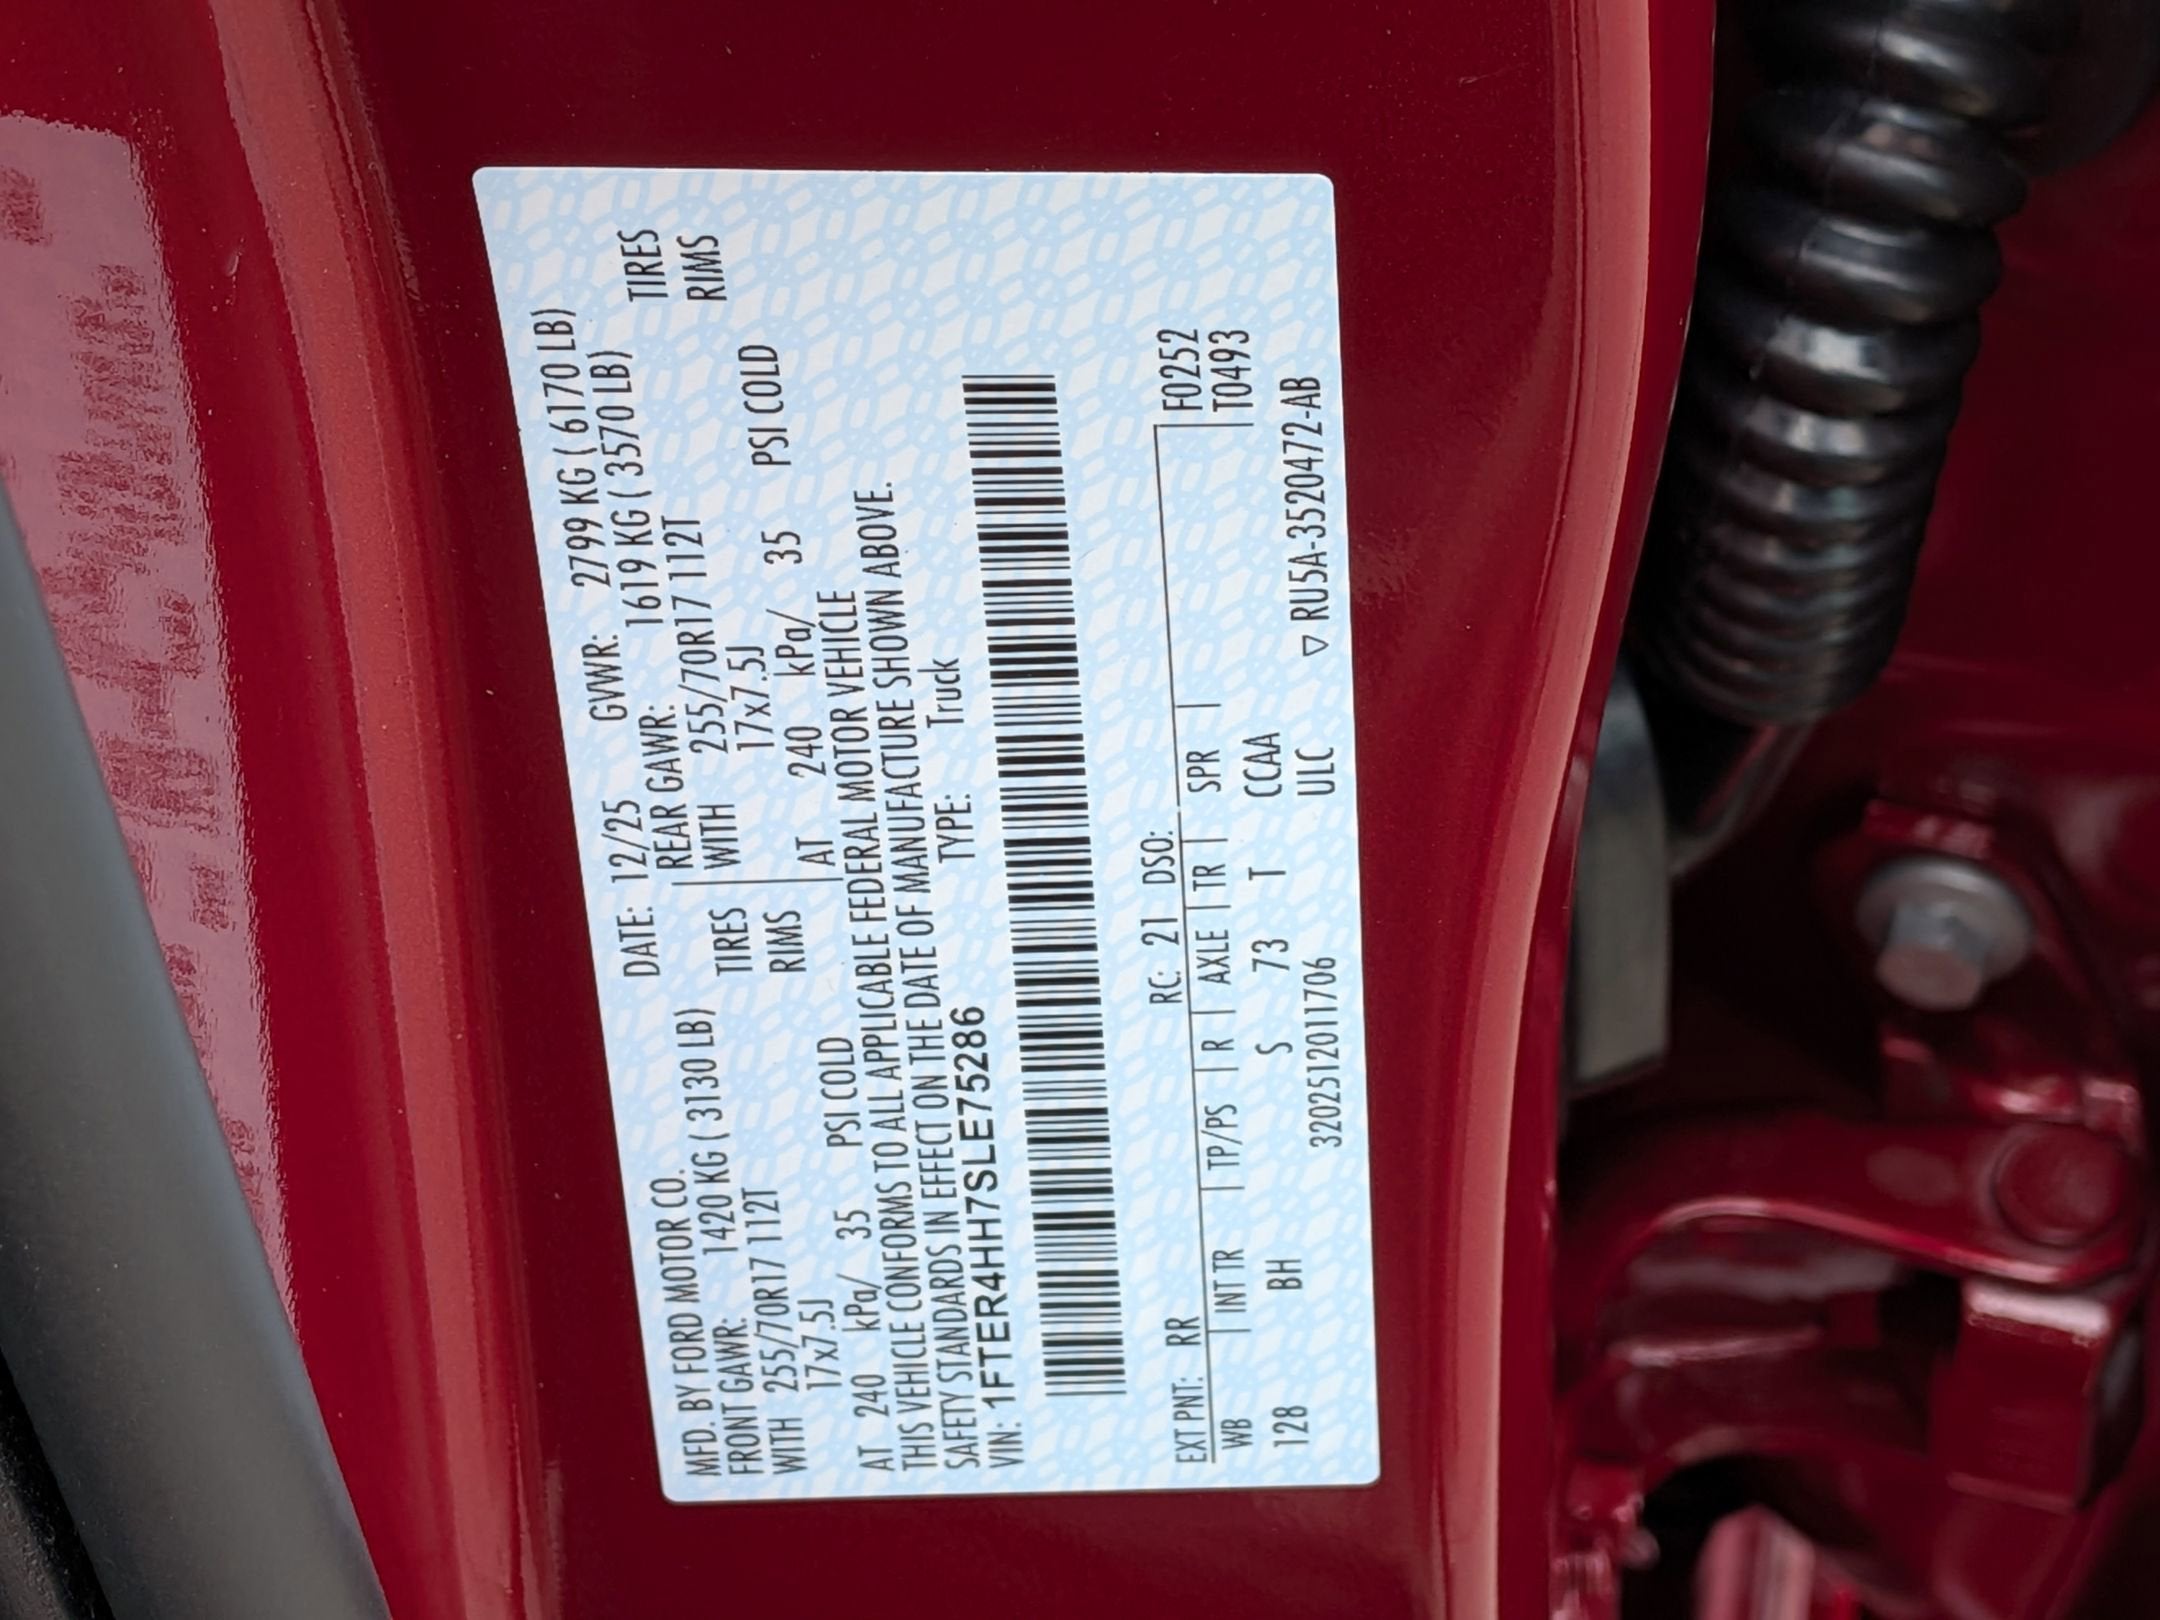 MFD. BY FORD MOTOR CO. DATE: 12/25 GVWR: 2799 KG ( 6170 LB)
FRONT GAWR: 1420 KG ( 3130 LB) REAR GAWR: 1619 KG ( 3570 LB)
WITH 255/70R17 112T TIRES WITH 255/70R17 112T TIRES
17x7.5J RIMS 17x7.5J RIMS
AT 240 kPa/ 35 PSI COLD AT 240 kPa/ 35 PSI COLD
THIS VEHICLE CONFORMS TO ALL APPLICABLE FEDERAL MOTOR VEHICLE
SAFETY STANDARDS IN EFFECT ON THE DATE OF MANUFACTURE SHOWN ABOVE.
VIN: 1FTER4HH7SLE75286 TYPE: Truck
EXT PNT: RR RC: 21 DSO:
WB | INT TR | TP/PS | R | AXLE | TR | SPR | F0252
T0493
128 BH S 73 T CCAA
3202512011706 ULC ▽ RU5A-3520472-AB